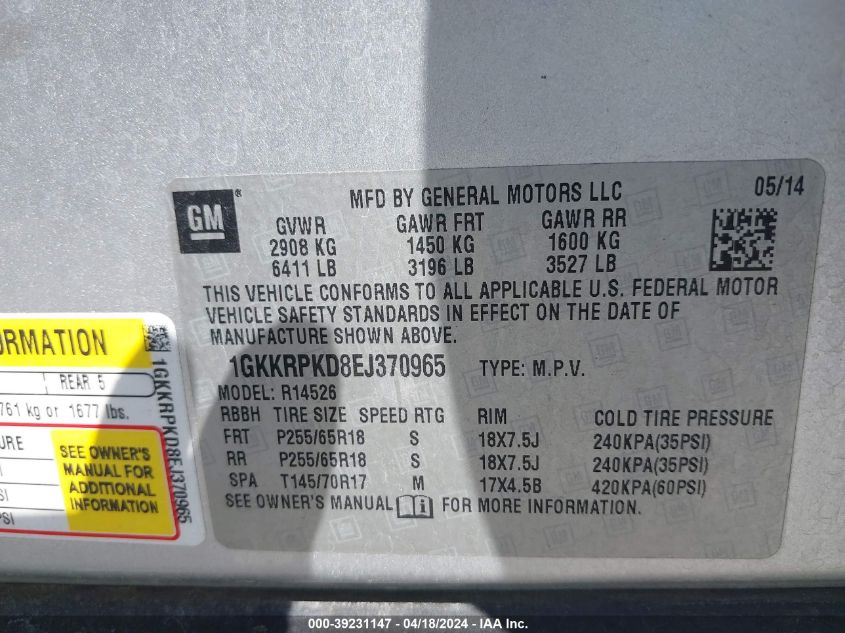 MFD BY GENERAL MOTORS LLC 05/14
GM®
GVWR GAWR FRT GAWR RR
2908 KG 1450 KG 1600 KG
6411 LB 3196 LB 3527 LB
THIS VEHICLE CONFORMS TO ALL APPLICABLE U.S. FEDERAL MOTOR
VEHICLE SAFETY STANDARDS IN EFFECT ON THE DATE OF
MANUFACTURE SHOWN ABOVE.
1GKKRPKD8EJ370965 TYPE: M.P.V.
MODEL: R14526
RBBH TIRE SIZE SPEED RTG RIM COLD TIRE PRESSURE
FRT P255/65R18 S 18X7.5J 240KPA(35PSI)
RR P255/65R18 S 18X7.5J 240KPA(35PSI)
SPA T145/70R17 M 17X4.5B 420KPA(60PSI)
SEE OWNER'S MANUAL FOR MORE INFORMATION.
ORMATION
REAR 5
761 kg or 1677 lbs.
URE
SEE OWNER'S
MANUAL FOR
ADDITIONAL
INFORMATION
PSI
1GKKRPKD8EJ370965
000-39231147 - 04/18/2024 - IAA Inc.